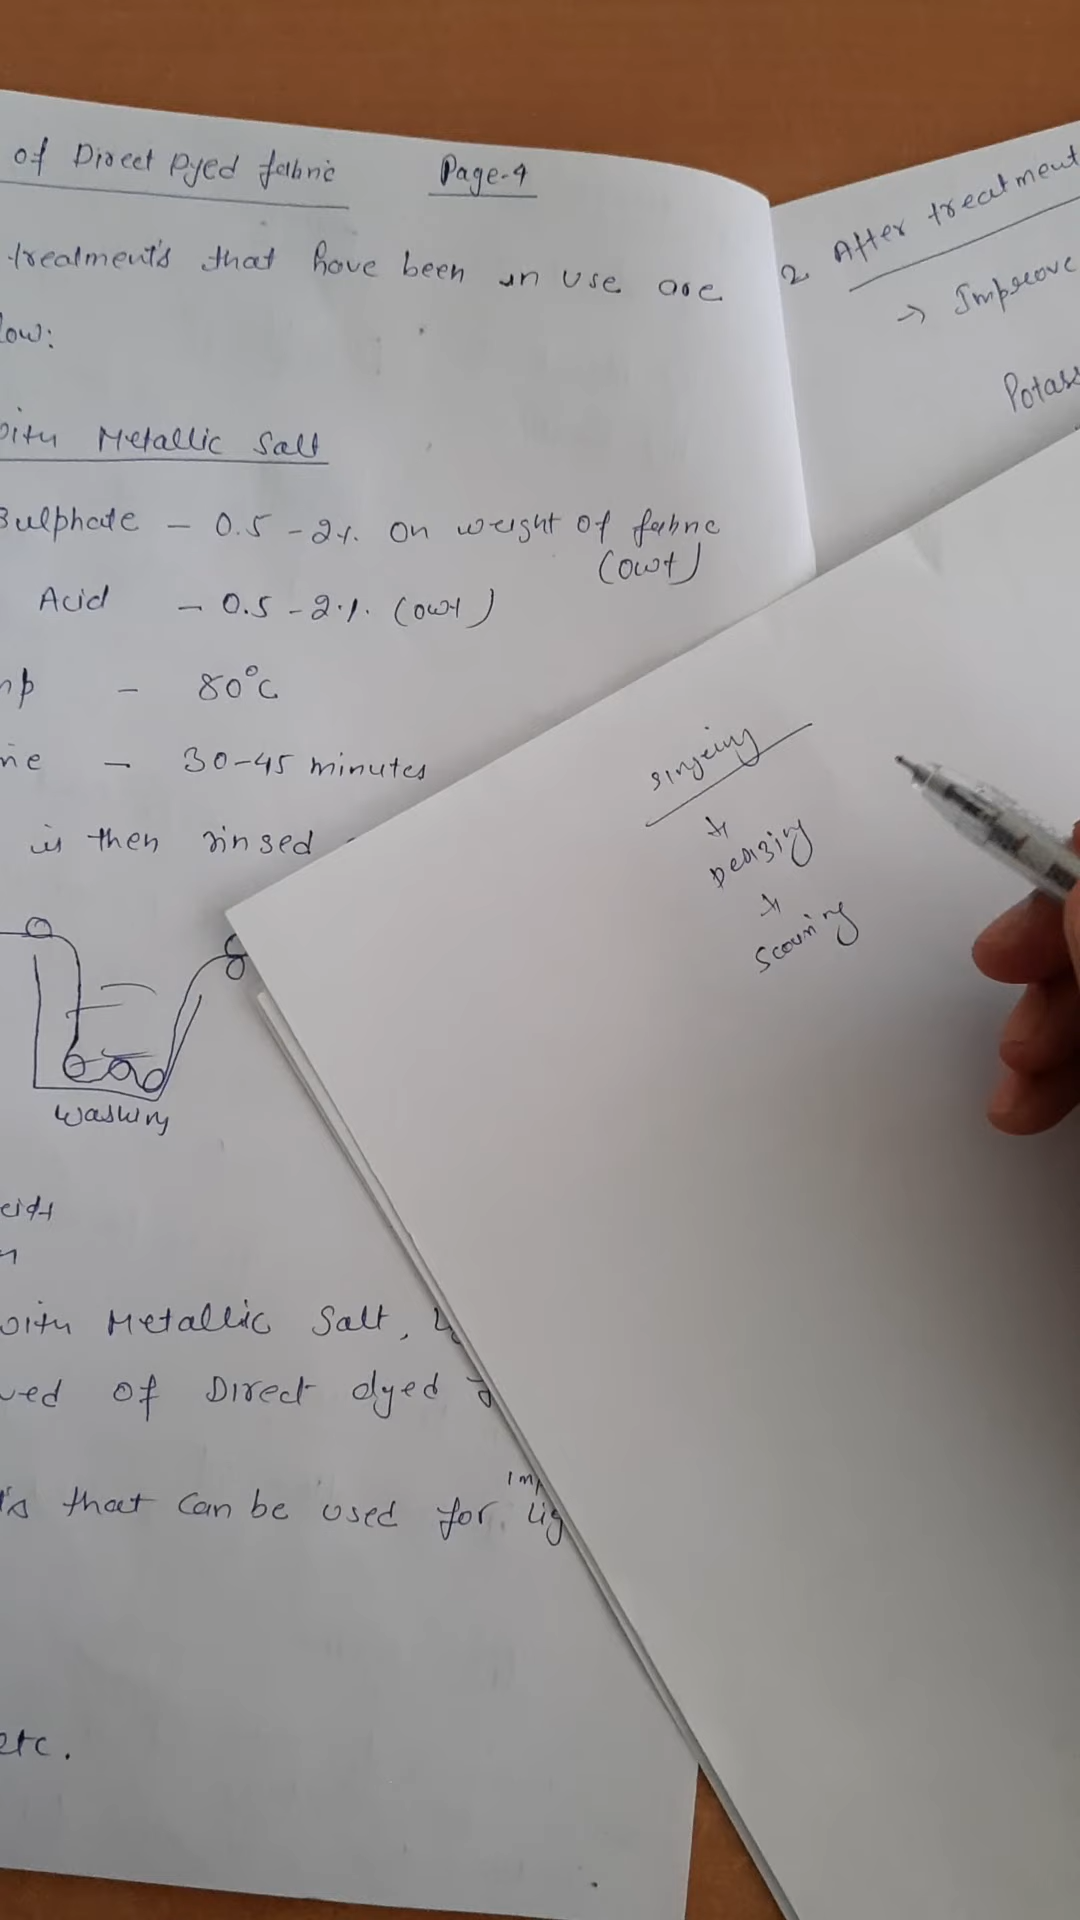 of Direct Dyed fabric Page-4
treatment's that have been in use are
low:
with Metallic Salt
Sulphate - 0.5 - 2%. on weight of fabric
(owf)
Acid - 0.5 - 2%. (owf)
mp - 80°C
me - 30-45 minutes
is then rinsed
washing
with Metallic Salt,
ved of Direct dyed
's that can be used for
etc.
2. After treatment
→ Improve
Potass
singeing
↓
Desizing
↓
Scouring